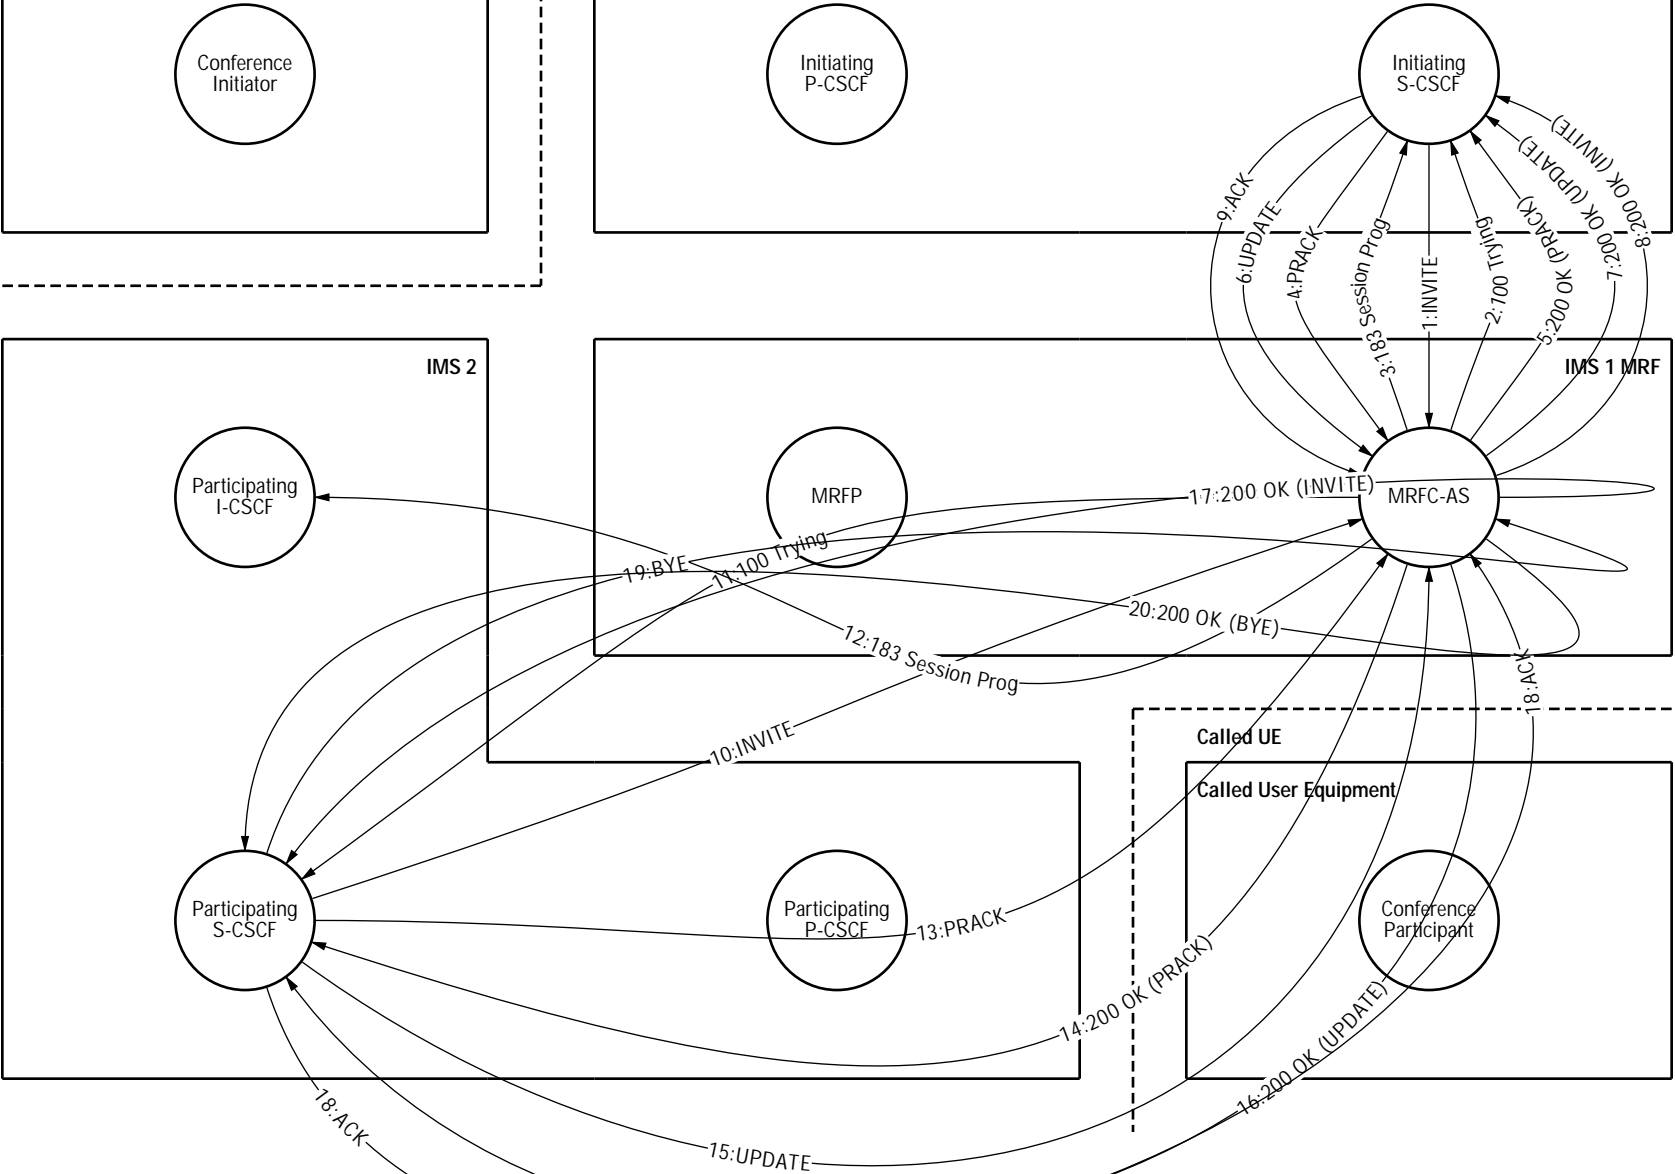 Conference
Initiator
Initiating
P-CSCF
Initiating
S-CSCF
9:ACK
6:UPDATE
4:PRACK
3:183 Session Prog
1:INVITE
2:100 Trying
5:200 OK (PRACK)
7:200 OK (UPDATE)
8:200 OK (INVITE)
IMS 2
IMS 1 MRF
Participating
I-CSCF
MRFP
MRFC-AS
17:200 OK (INVITE)
11:100 Trying
19:BYE
20:200 OK (BYE)
12:183 Session Prog
18:ACK
10:INVITE
Called UE
Called User Equipment
Participating
S-CSCF
Participating
P-CSCF
Conference
Participant
13:PRACK
14:200 OK (PRACK)
16:200 OK (UPDATE)
18:ACK
15:UPDATE